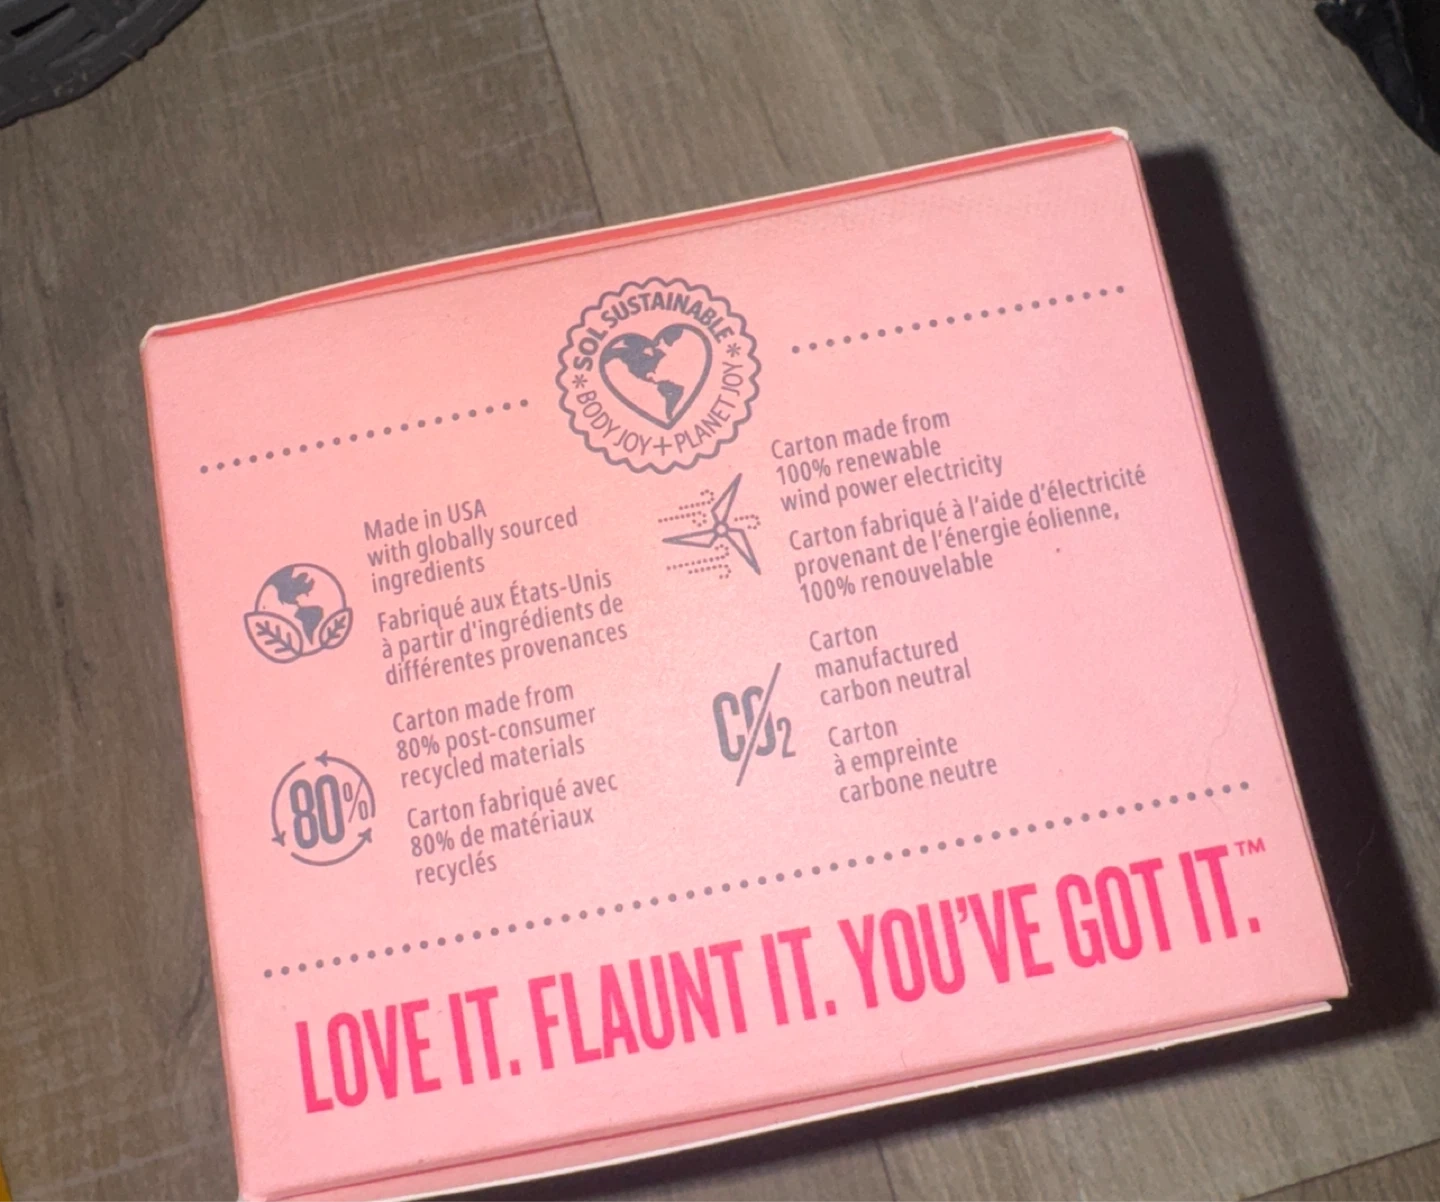 *SOL SUSTAINABLE*
BODY JOY+PLANET JOY
Made in USA
with globally sourced
ingredients
Fabriqué aux États-Unis
à partir d'ingrédients de
différentes provenances
80%
Carton made from
80% post-consumer
recycled materials
Carton fabriqué avec
80% de matériaux
recyclés
Carton made from
100% renewable
wind power electricity
Carton fabriqué à l'aide d'électricité
provenant de l'énergie éolienne,
100% renouvelable
CO₂
Carton
manufactured
carbon neutral
Carton
à empreinte
carbone neutre
LOVE IT. FLAUNT IT. YOU'VE GOT IT.™